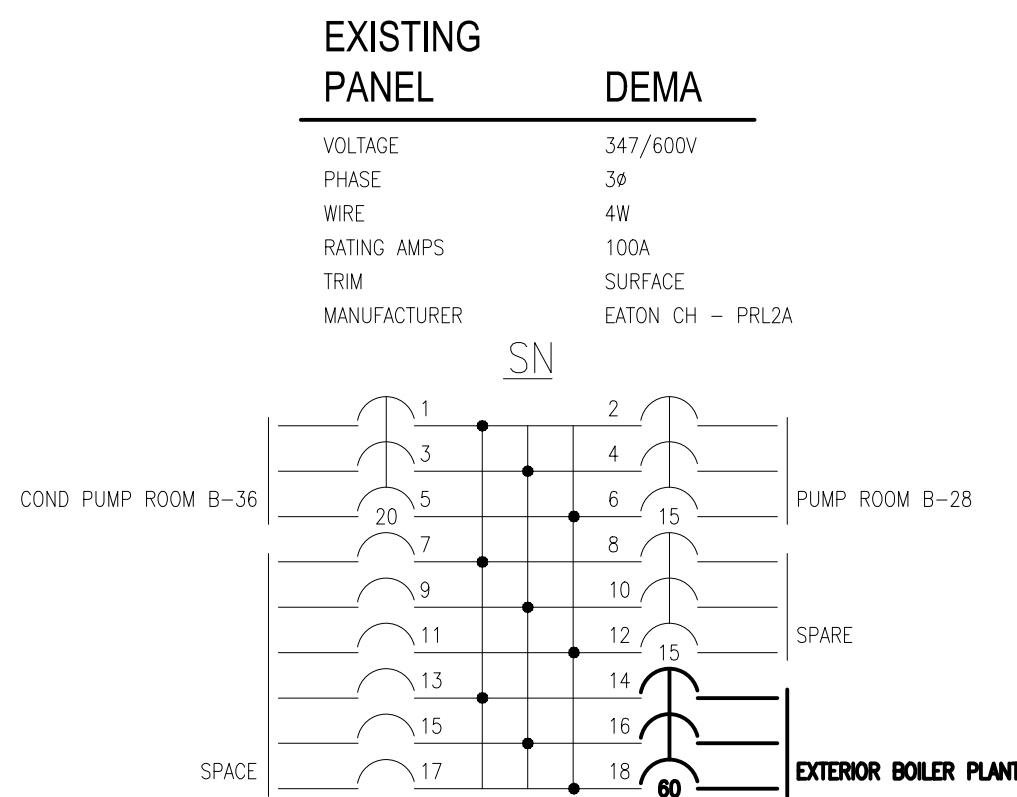 EXISTING
PANEL DEMA
VOLTAGE 347/600V
PHASE 3ø
WIRE 4W
RATING AMPS 100A
TRIM SURFACE
MANUFACTURER EATON CH – PRL2A
SN
1 2
3 4
COND PUMP ROOM B–36 5 6 PUMP ROOM B–28
20 15
7 8
9 10
11 12 SPARE
15
13 14
15 16
SPACE 17 18 EXTERIOR BOILER PLANT
60